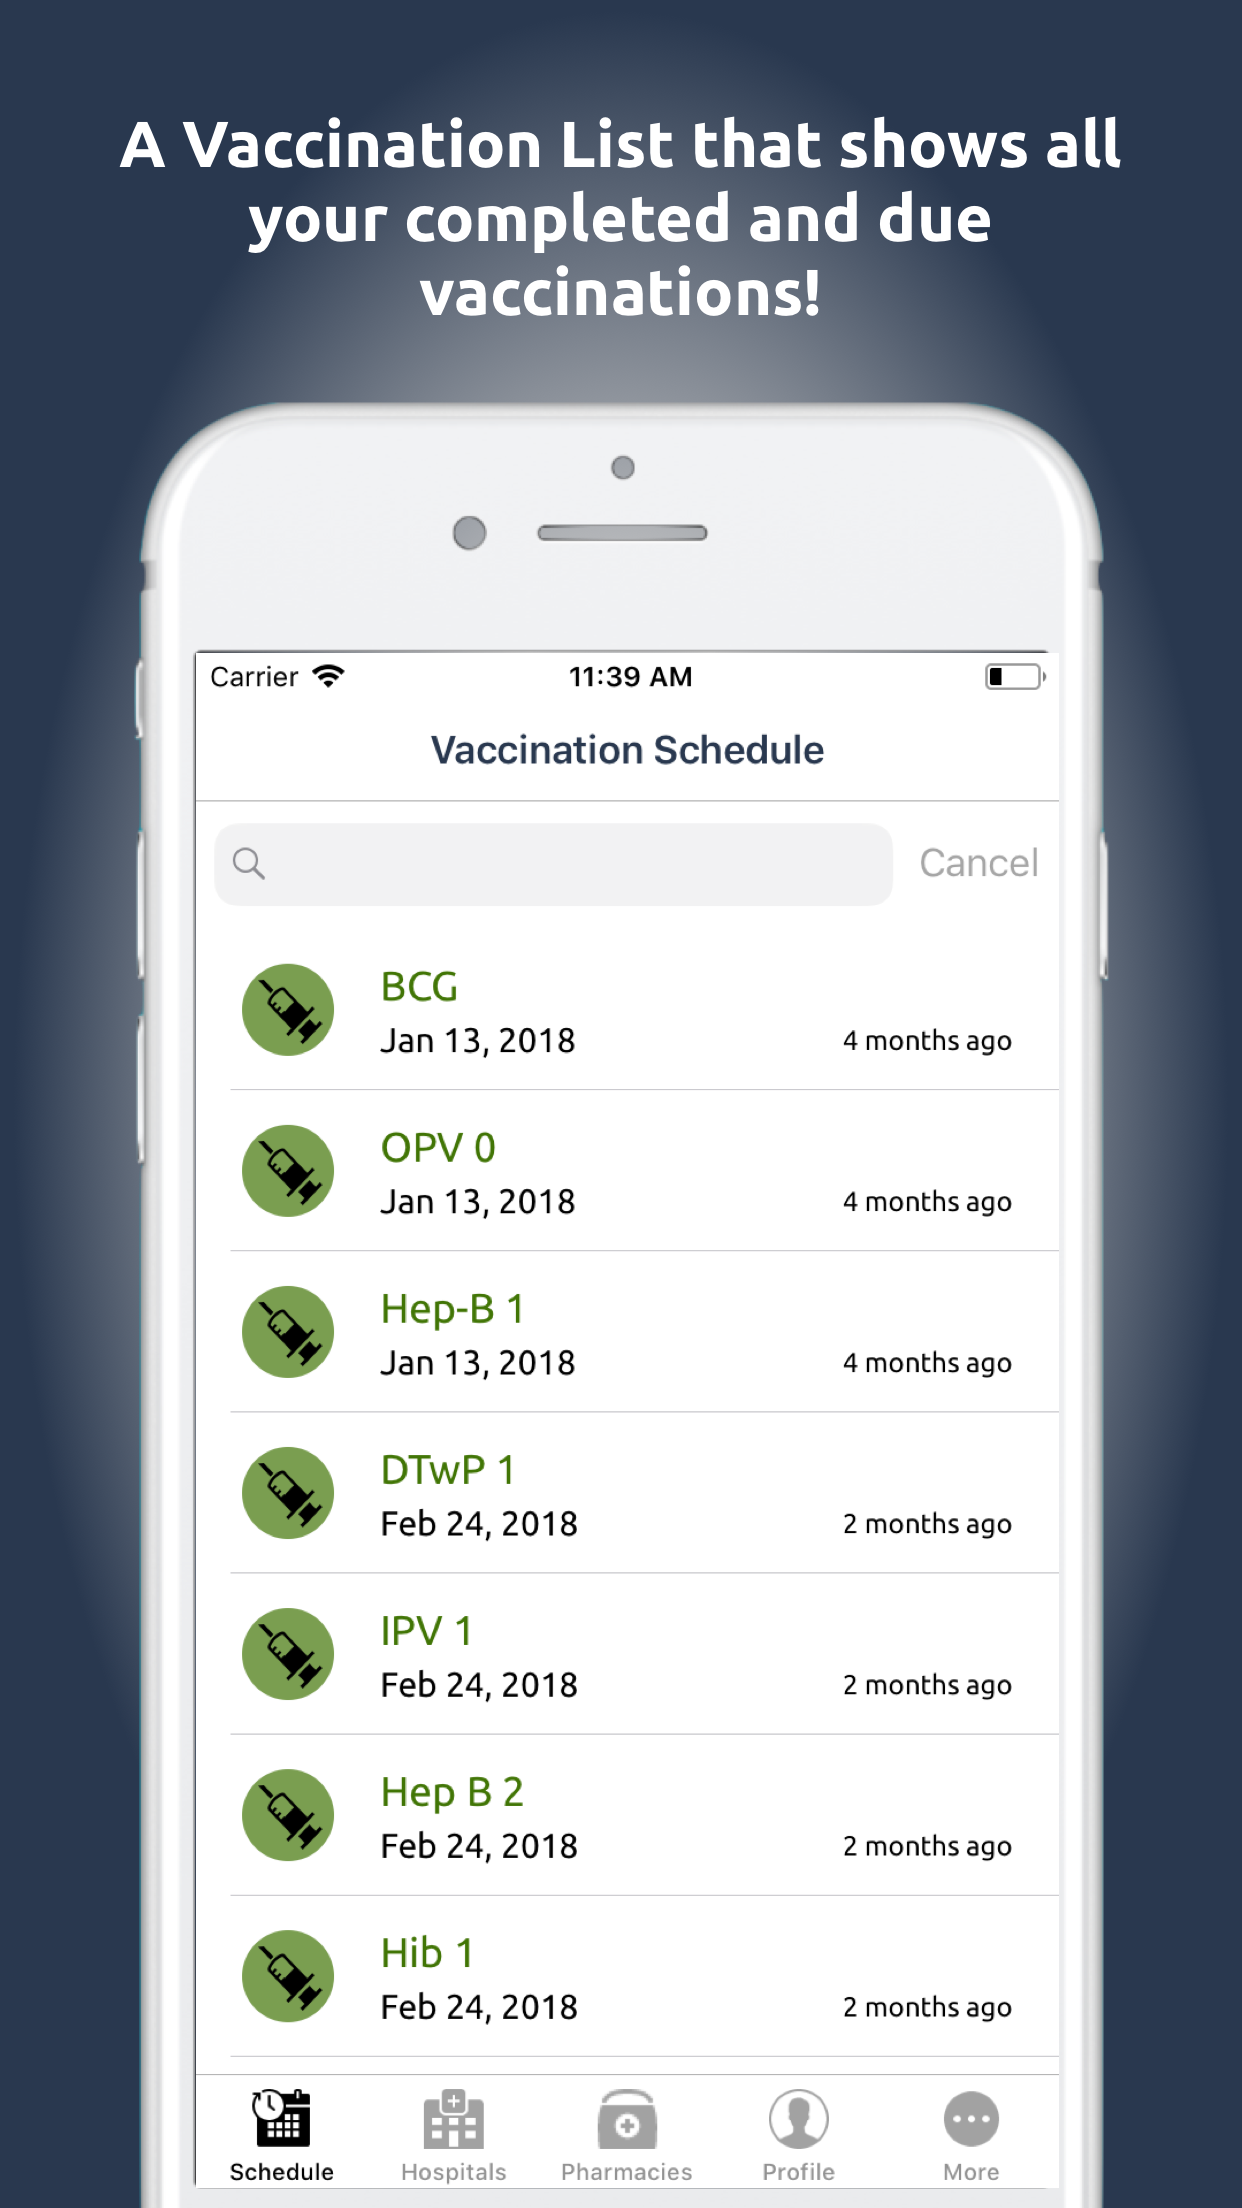 A Vaccination List that shows all
your completed and due
vaccinations!
Carrier 11:39 AM
Vaccination Schedule
Cancel
BCG
Jan 13, 2018 4 months ago
OPV 0
Jan 13, 2018 4 months ago
Hep-B 1
Jan 13, 2018 4 months ago
DTwP 1
Feb 24, 2018 2 months ago
IPV 1
Feb 24, 2018 2 months ago
Hep B 2
Feb 24, 2018 2 months ago
Hib 1
Feb 24, 2018 2 months ago
Schedule Hospitals Pharmacies Profile More